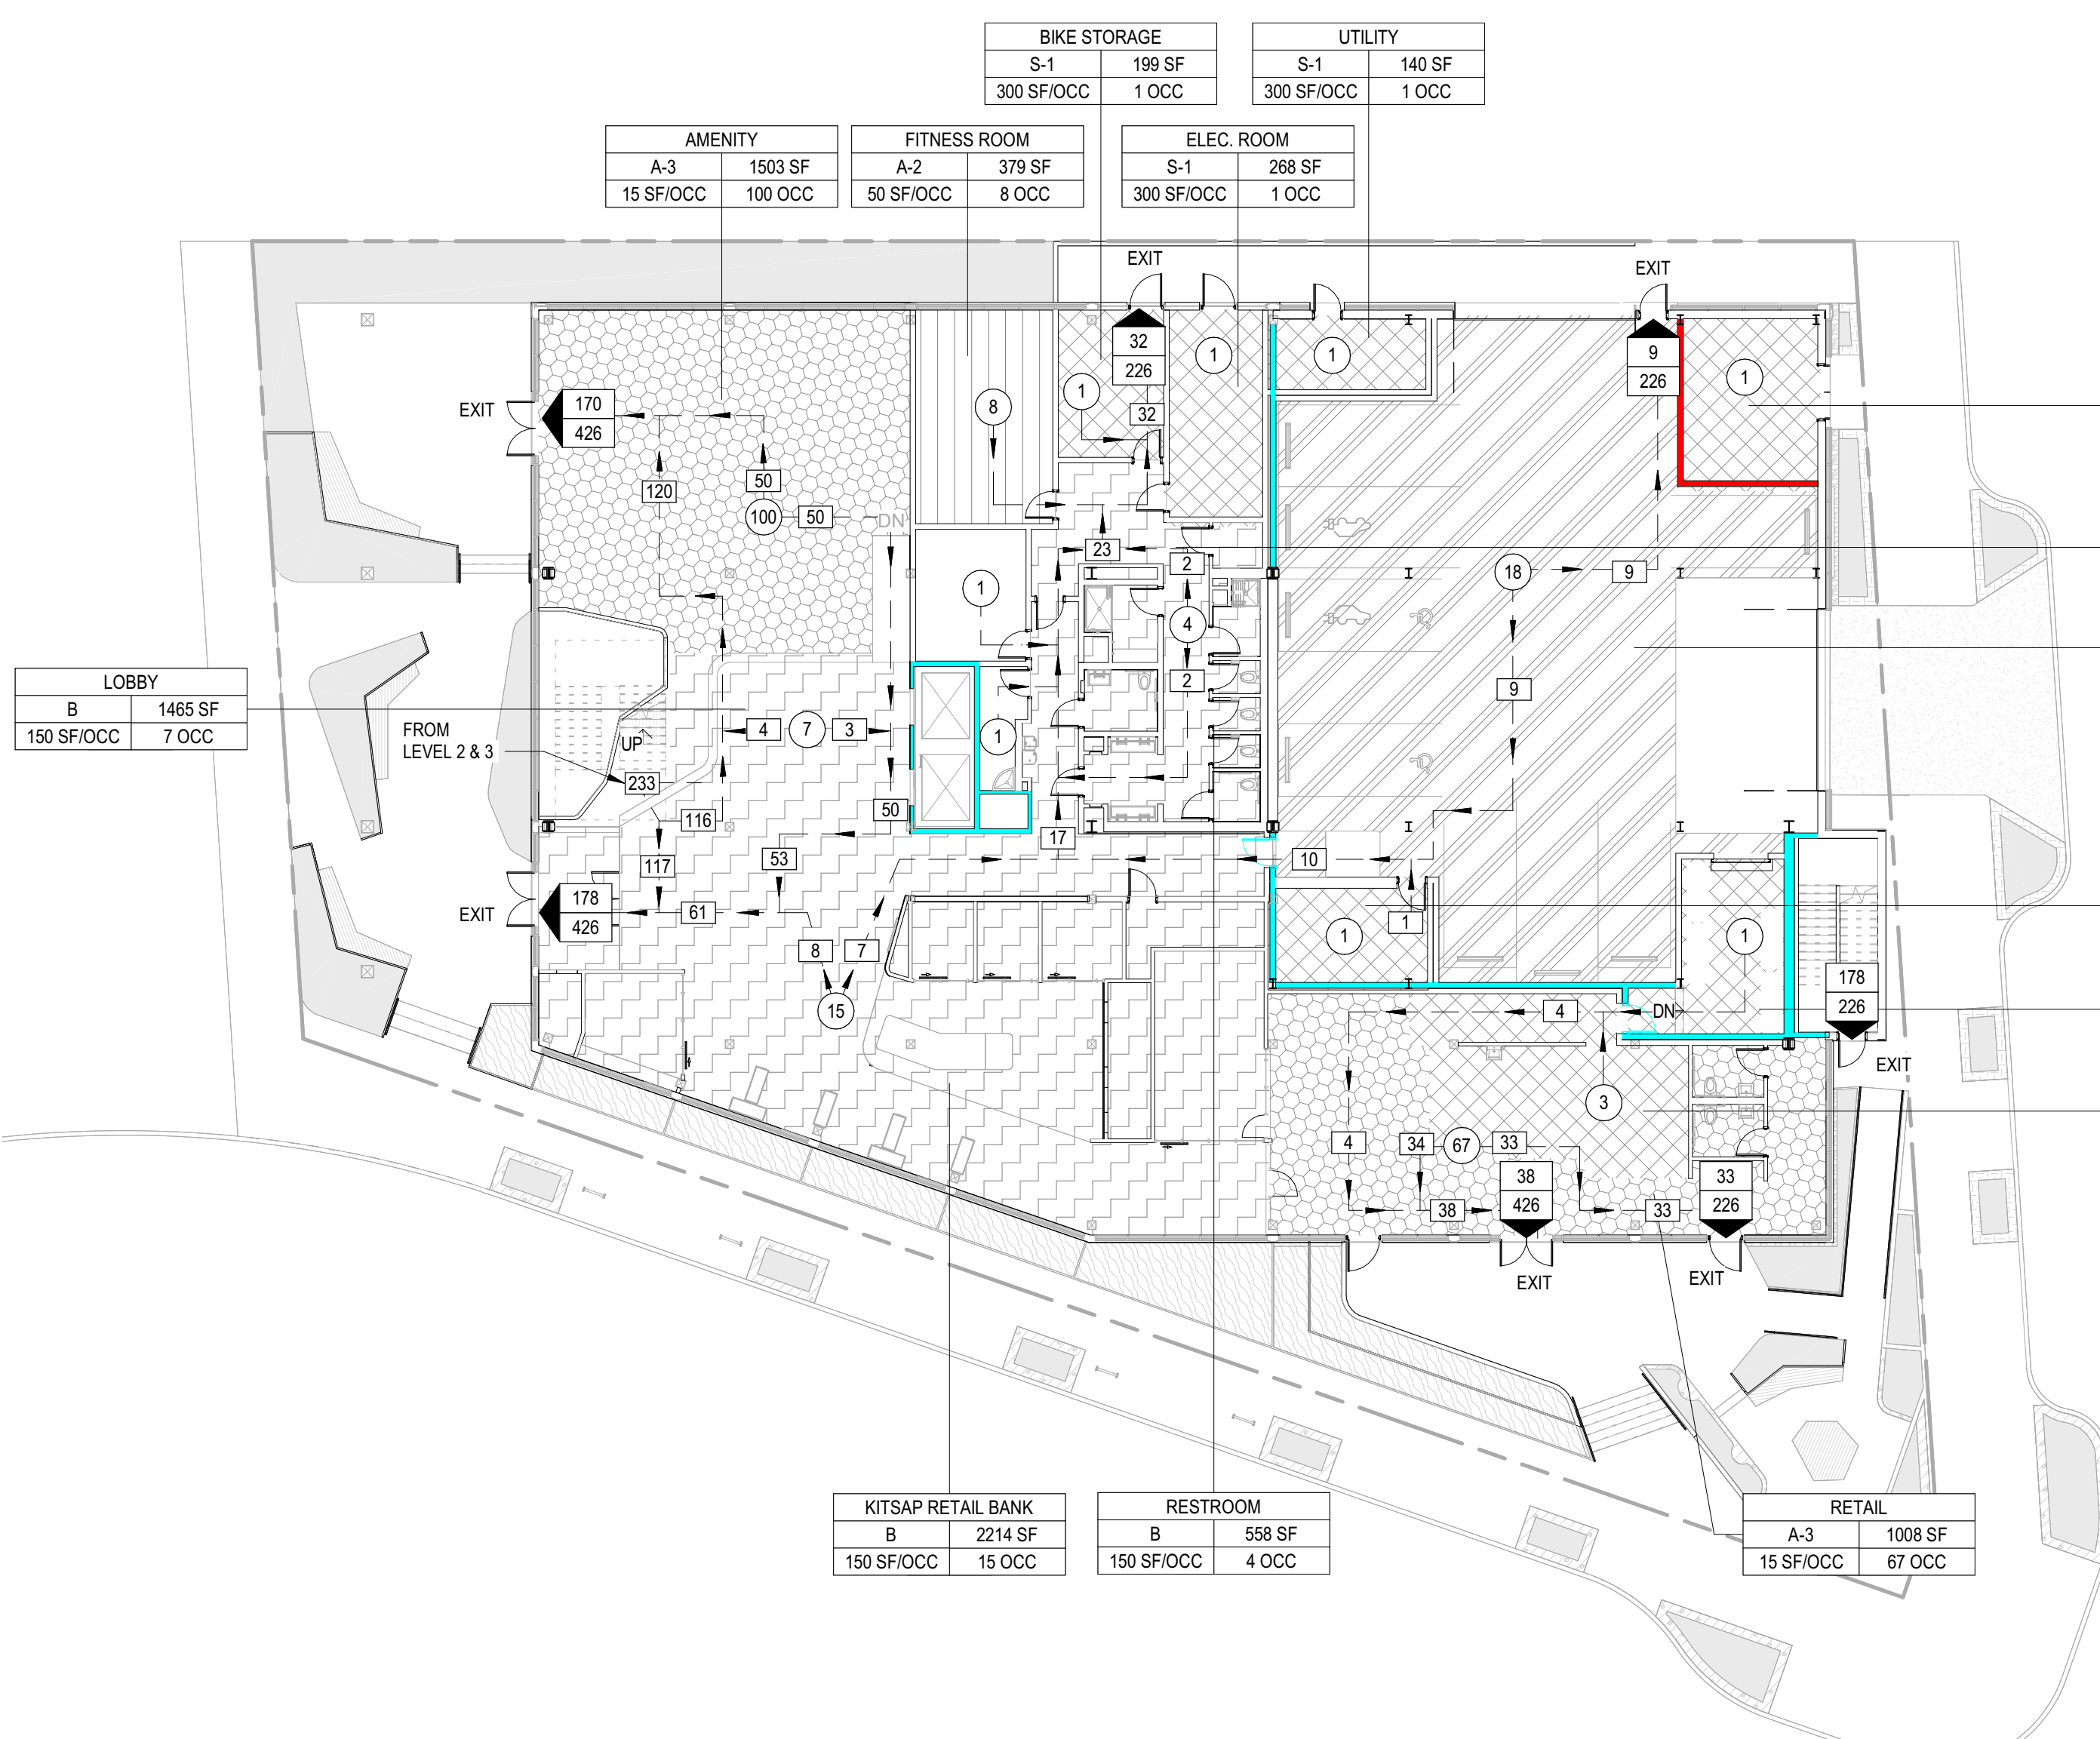 BIKE STORAGE
S-1 199 SF
300 SF/OCC 1 OCC
UTILITY
S-1 140 SF
300 SF/OCC 1 OCC
AMENITY
A-3 1503 SF
15 SF/OCC 100 OCC
FITNESS ROOM
A-2 379 SF
50 SF/OCC 8 OCC
ELEC. ROOM
S-1 268 SF
300 SF/OCC 1 OCC
EXIT
EXIT
32
226
1
1
9
226
1
1
8
32
EXIT
170
426
120
50
100
50
DN
23
2
18
9
1
4
2
9
LOBBY
B 1465 SF
150 SF/OCC 7 OCC
FROM
LEVEL 2 & 3
UP
4
7
3
1
233
116
50
117
53
17
10
EXIT
178
426
61
8
7
15
1
1
1
178
226
EXIT
4
DN
3
4
34
67
33
38
426
33
226
38
33
EXIT
EXIT
KITSAP RETAIL BANK
B 2214 SF
150 SF/OCC 15 OCC
RESTROOM
B 558 SF
150 SF/OCC 4 OCC
RETAIL
A-3 1008 SF
15 SF/OCC 67 OCC